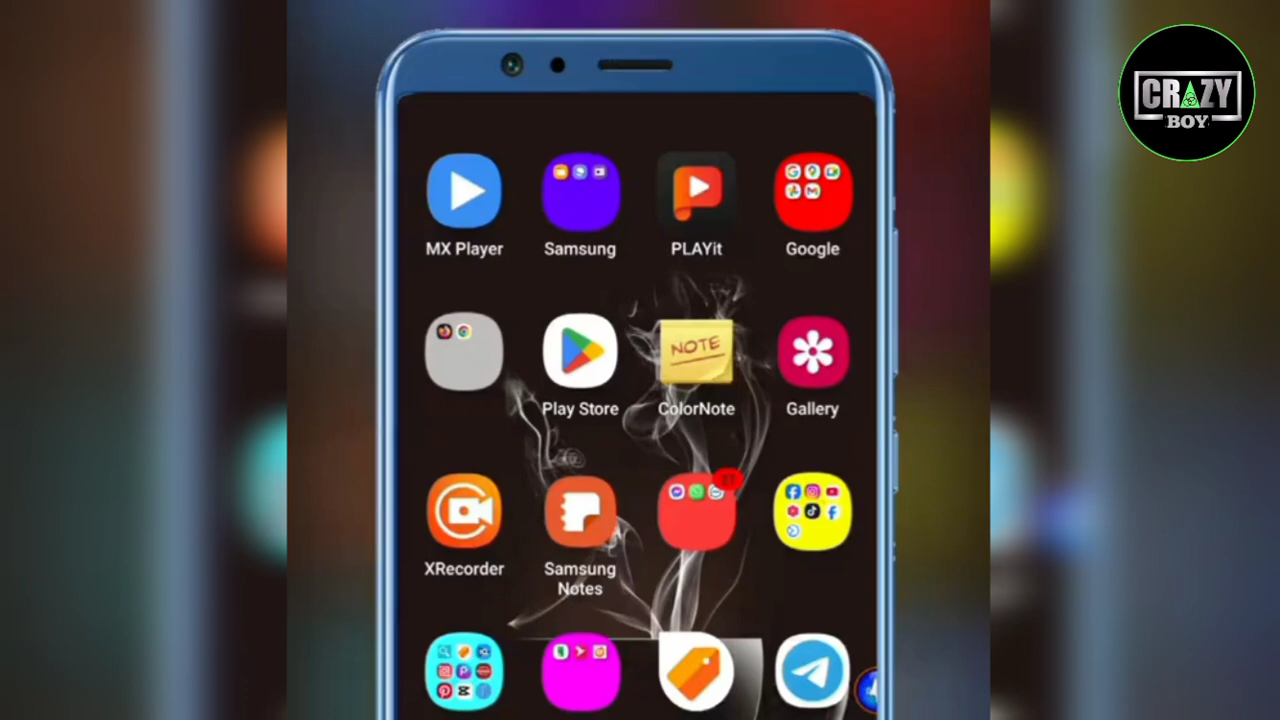 CRAZY
BOY
MX Player
Samsung
PLAYit
Google
Play Store
NOTE
ColorNote
Gallery
XRecorder
Samsung
Notes